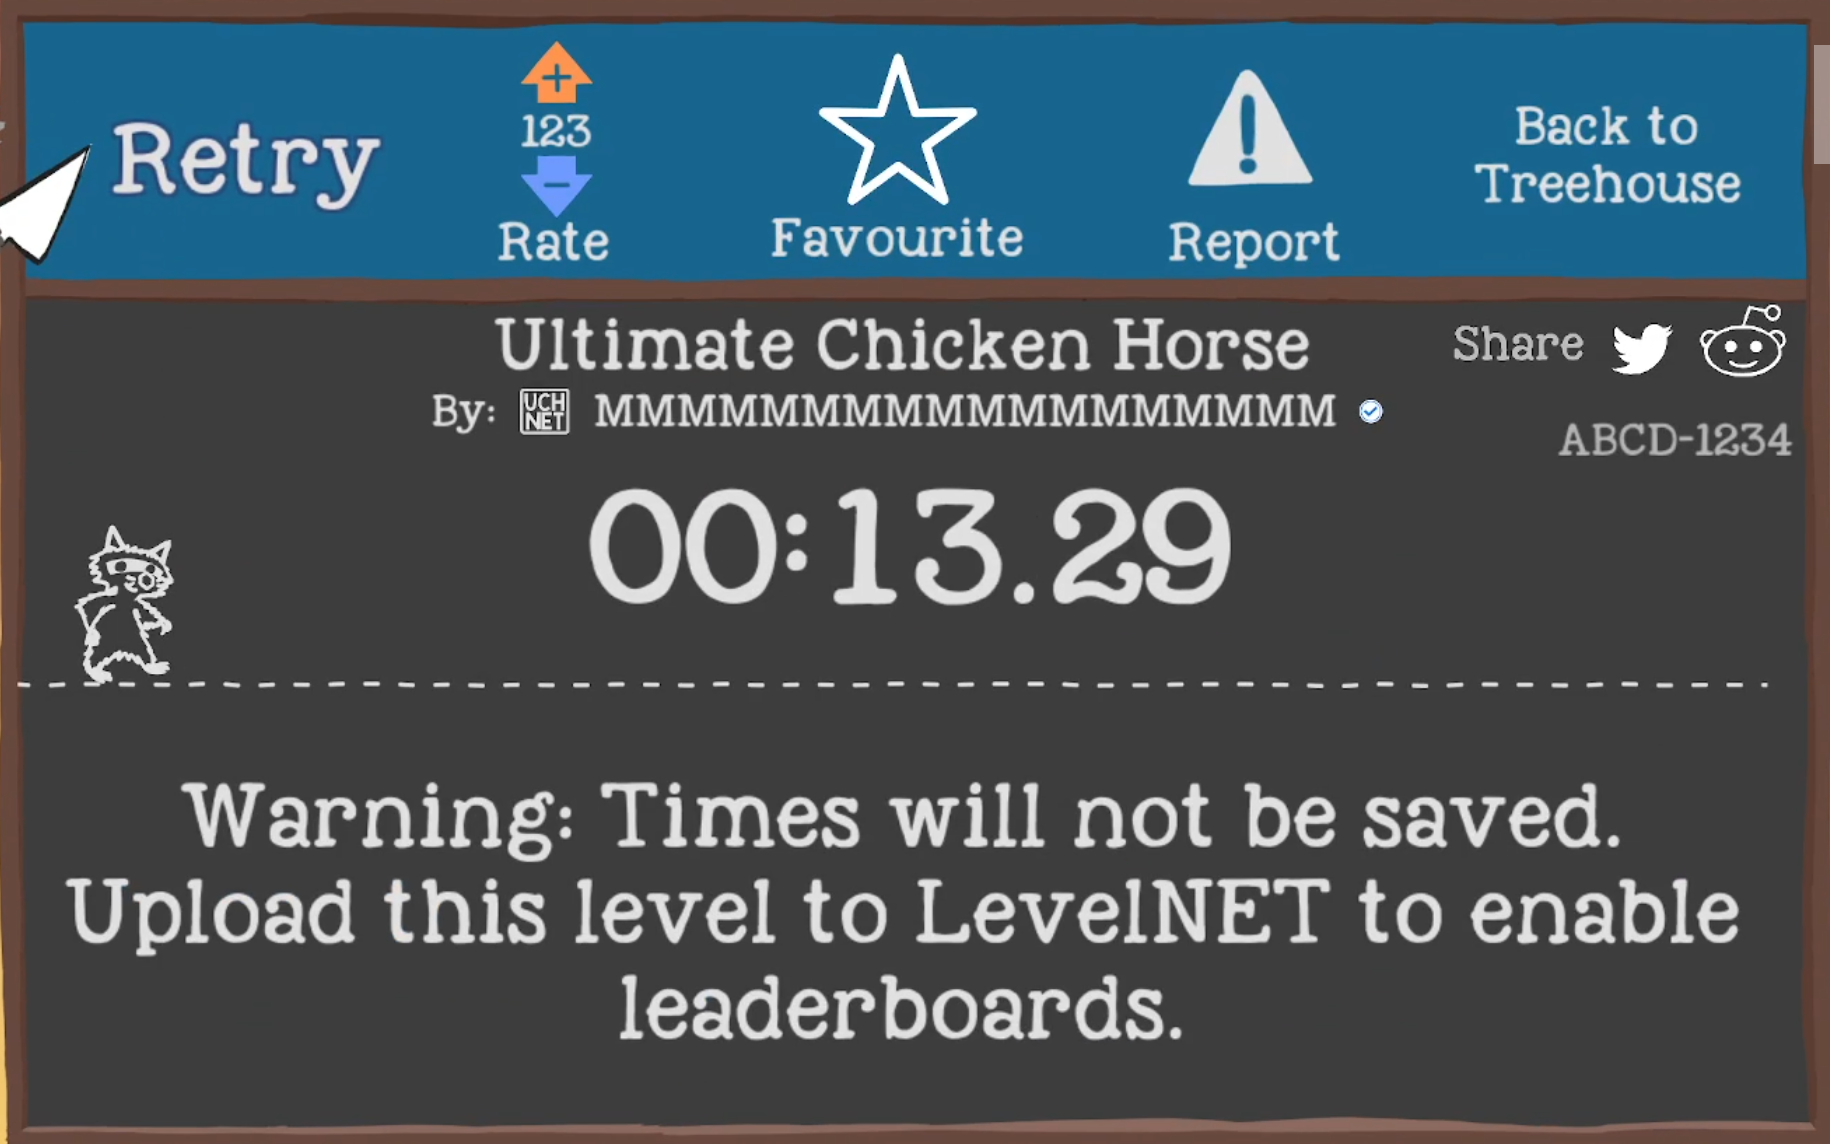 Retry
+
123
-
Rate
Favourite
!
Report
Back to
Treehouse
Ultimate Chicken Horse
Share
By: UCH NET MMMMMMMMMMMMMMMMMM
ABCD-1234
00:13.29
Warning: Times will not be saved.
Upload this level to LevelNET to enable
leaderboards.